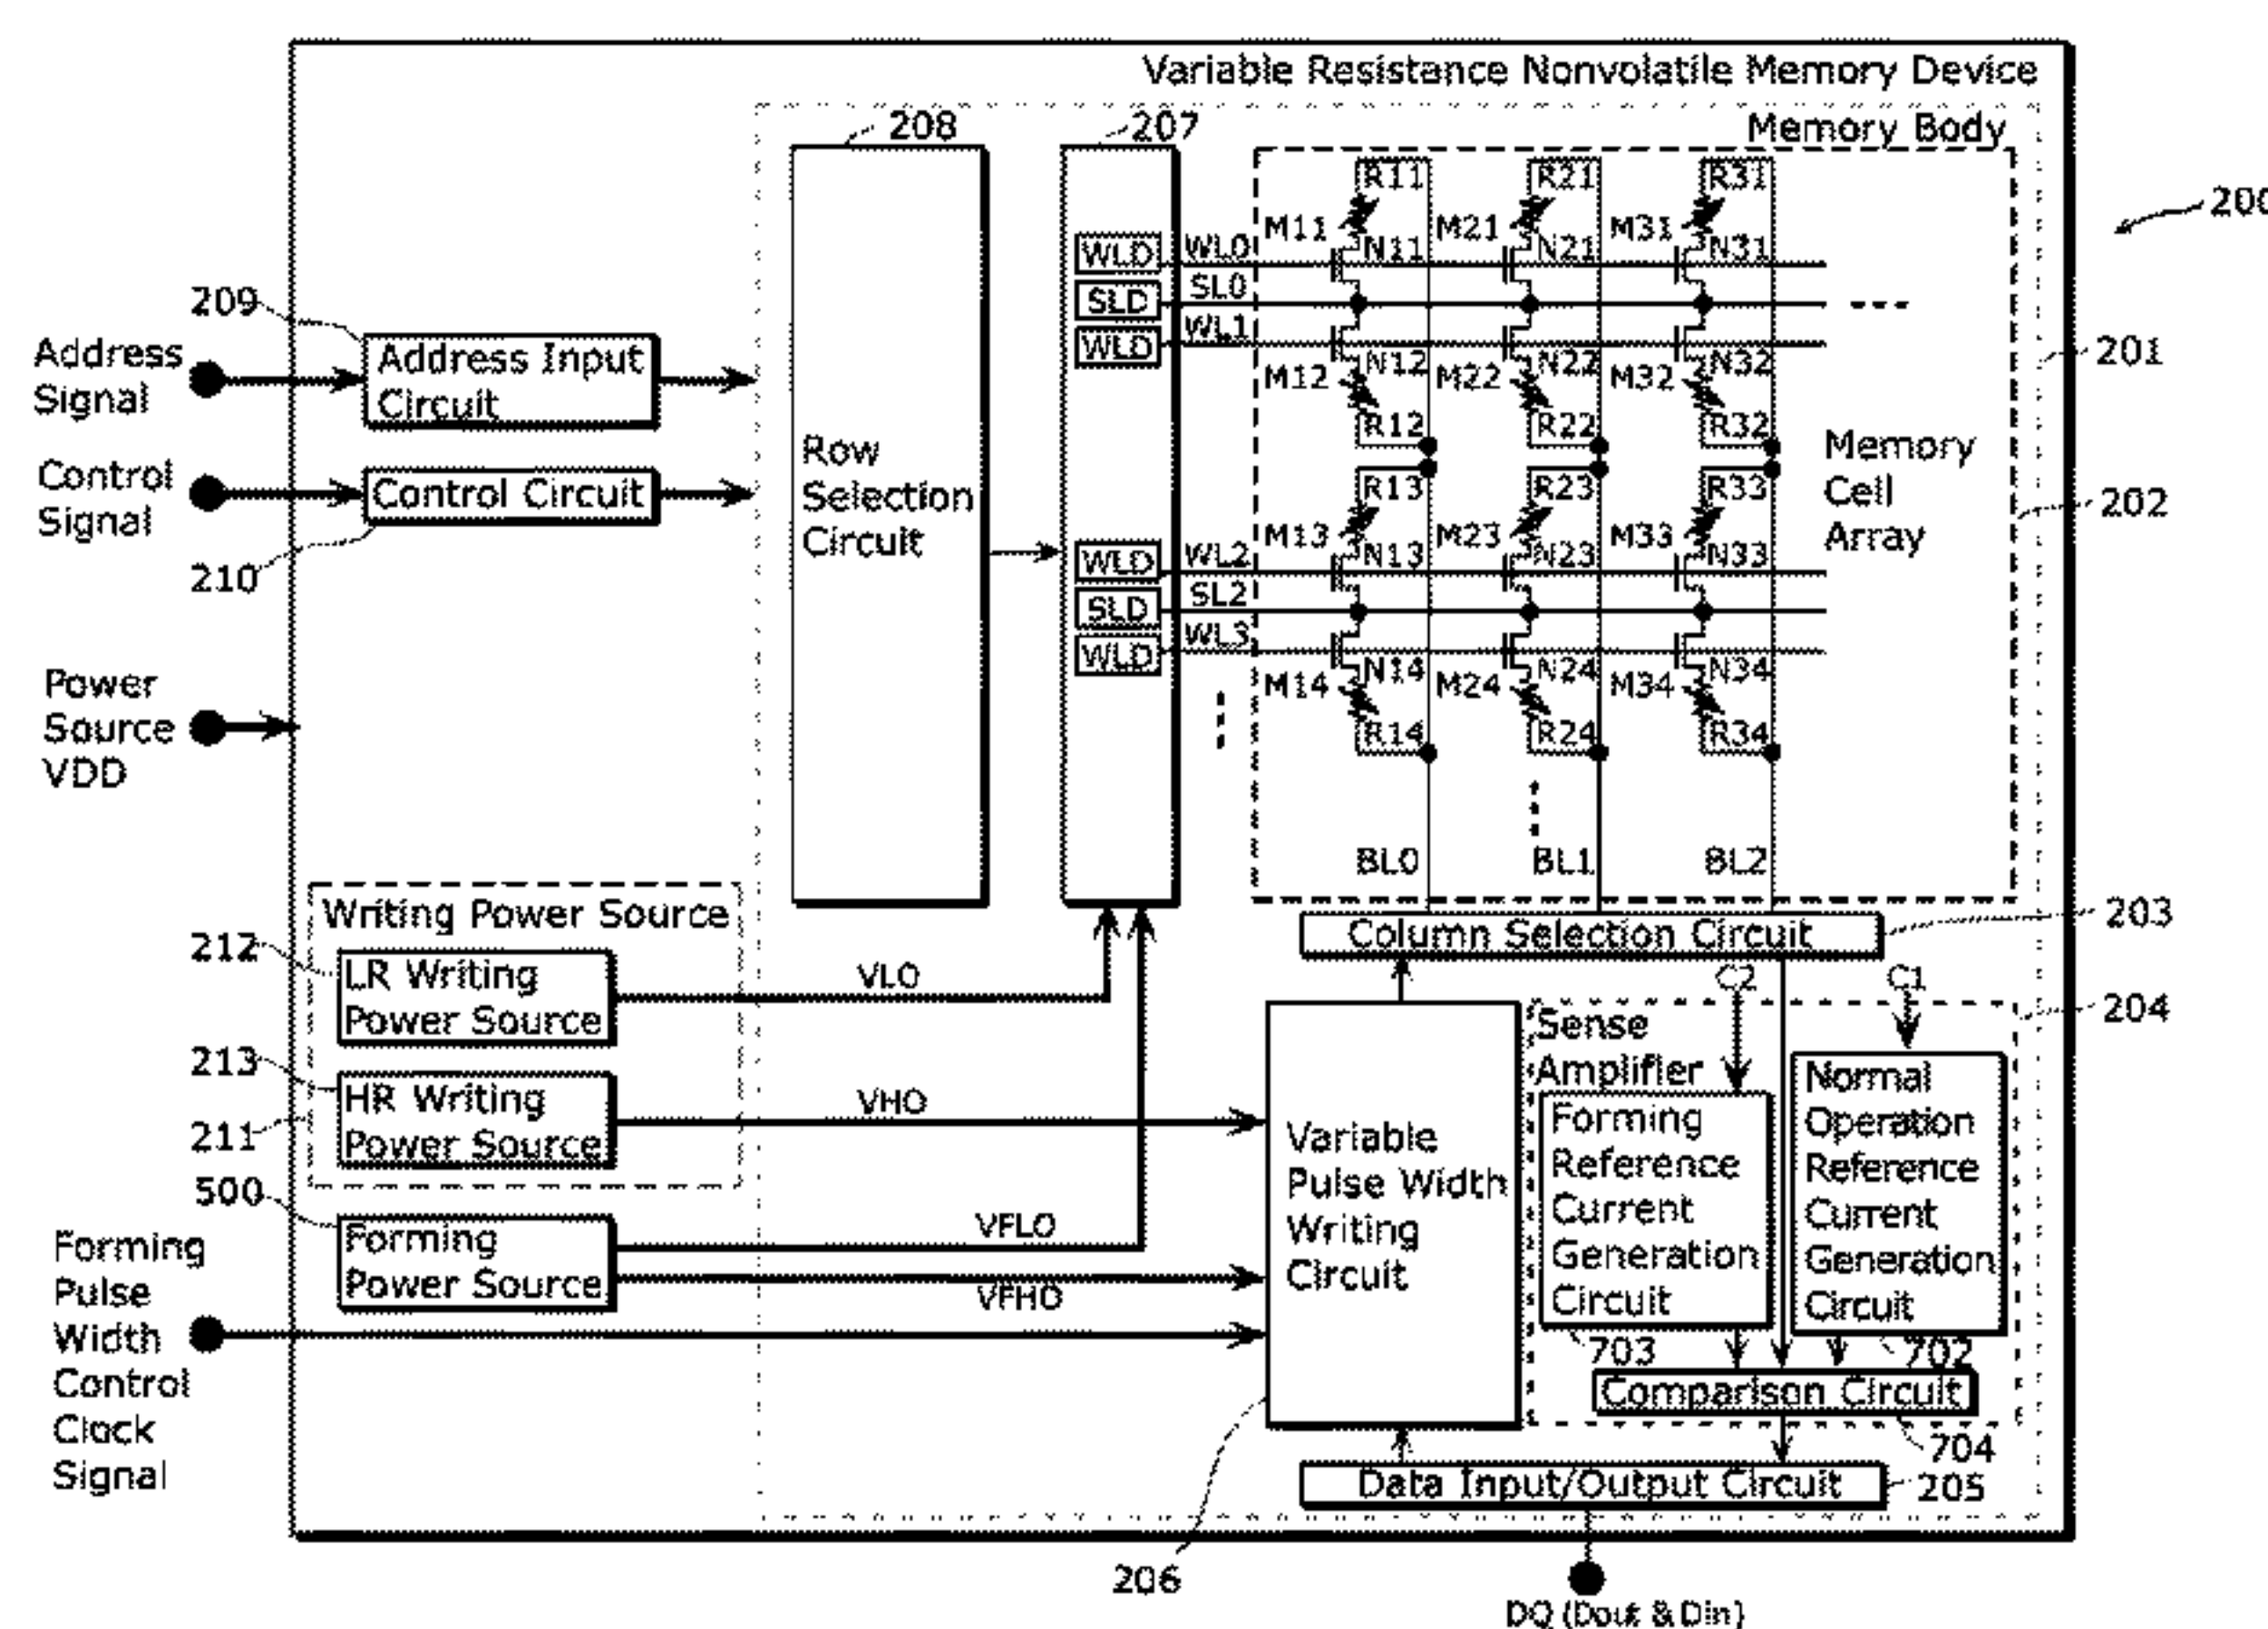 Variable Resistance Nonvolatile Memory Device
Memory Body
208
207
200
R11
R21
R31
M11
M21
M31
WLD
WL0
N11
N21
N31
SLD
SL0
WLD
WL1
N12
N22
N32
M12
M22
M32
R12
R22
R32
201
209
Address
Signal
Address Input
Circuit
Control
Signal
Control Circuit
210
Row
Selection
Circuit
Memory
Cell
Array
202
R13
R23
R33
M13
M23
M33
WLD
WL2
N13
N23
N33
SLD
SL2
WLD
WL3
N14
N24
N34
M14
M24
M34
R14
R24
R34
Power
Source
VDD
BL0
BL1
BL2
Writing Power Source
212
LR Writing
Power Source
VLO
213
HR Writing
Power Source
VHO
211
500
Forming
Power Source
VFLO
VFHO
Forming
Pulse
Width
Control
Clock
Signal
Column Selection Circuit
203
C2
C1
204
Variable
Pulse Width
Writing
Circuit
Sense
Amplifier
Forming
Reference
Current
Generation
Circuit
703
Normal
Operation
Reference
Current
Generation
Circuit
702
Comparison Circuit
704
Data Input/Output Circuit
205
206
DQ (Dout & Din)